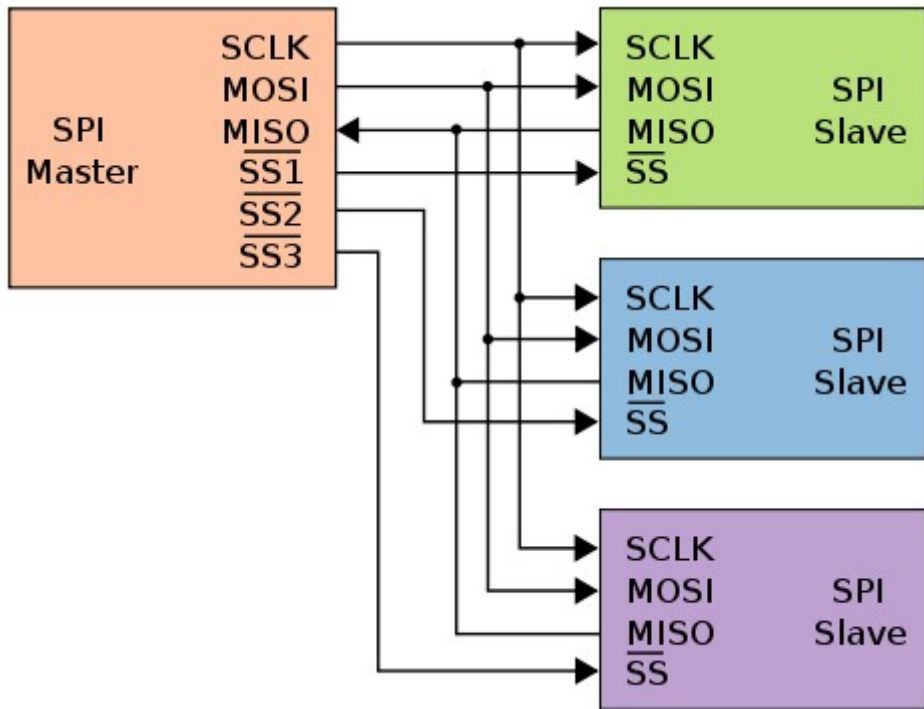 SCLK
MOSI
MISO
SS1
SS2
SS3
SPI
Master
SCLK
MOSI
MISO
SS
SPI
Slave
SCLK
MOSI
MISO
SS
SPI
Slave
SCLK
MOSI
MISO
SS
SPI
Slave